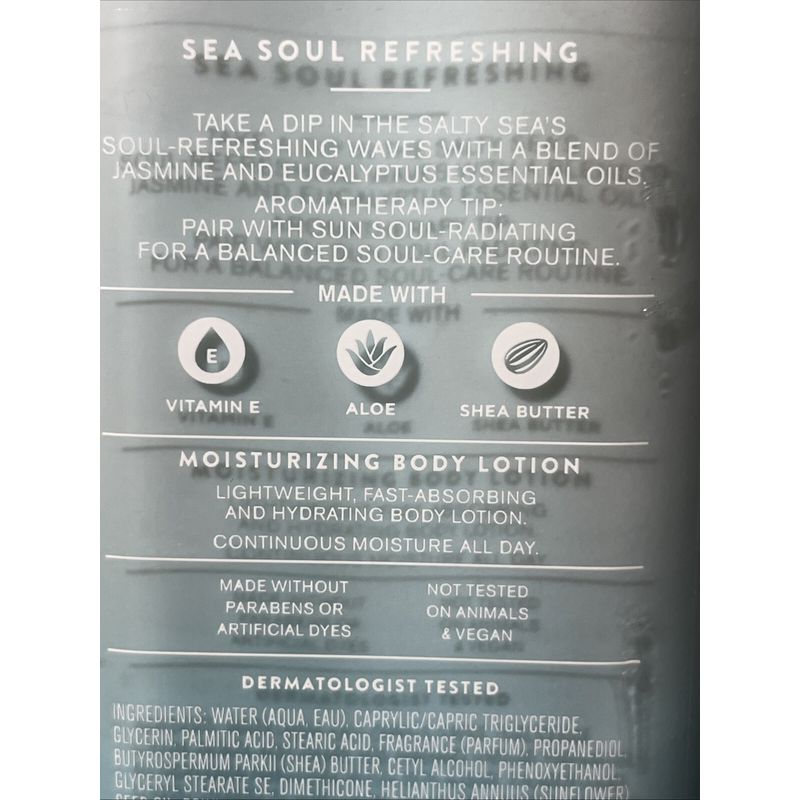 SEA SOUL REFRESHING
TAKE A DIP IN THE SALTY SEA'S
SOUL-REFRESHING WAVES WITH A BLEND OF
JASMINE AND EUCALYPTUS ESSENTIAL OILS.
AROMATHERAPY TIP:
PAIR WITH SUN SOUL-RADIATING
FOR A BALANCED SOUL-CARE ROUTINE.
MADE WITH
E
VITAMIN E ALOE SHEA BUTTER
MOISTURIZING BODY LOTION
LIGHTWEIGHT, FAST-ABSORBING
AND HYDRATING BODY LOTION.
CONTINUOUS MOISTURE ALL DAY.
MADE WITHOUT
PARABENS OR
ARTIFICIAL DYES
NOT TESTED
ON ANIMALS
& VEGAN
DERMATOLOGIST TESTED
INGREDIENTS: WATER (AQUA, EAU), CAPRYLIC/CAPRIC TRIGLYCERIDE,
GLYCERIN, PALMITIC ACID, STEARIC ACID, FRAGRANCE (PARFUM), PROPANEDIOL,
BUTYROSPERMUM PARKII (SHEA) BUTTER, CETYL ALCOHOL, PHENOXYETHANOL,
GLYCERYL STEARATE SE, DIMETHICONE, HELIANTHUS ANNUUS (SUNFLOWER)